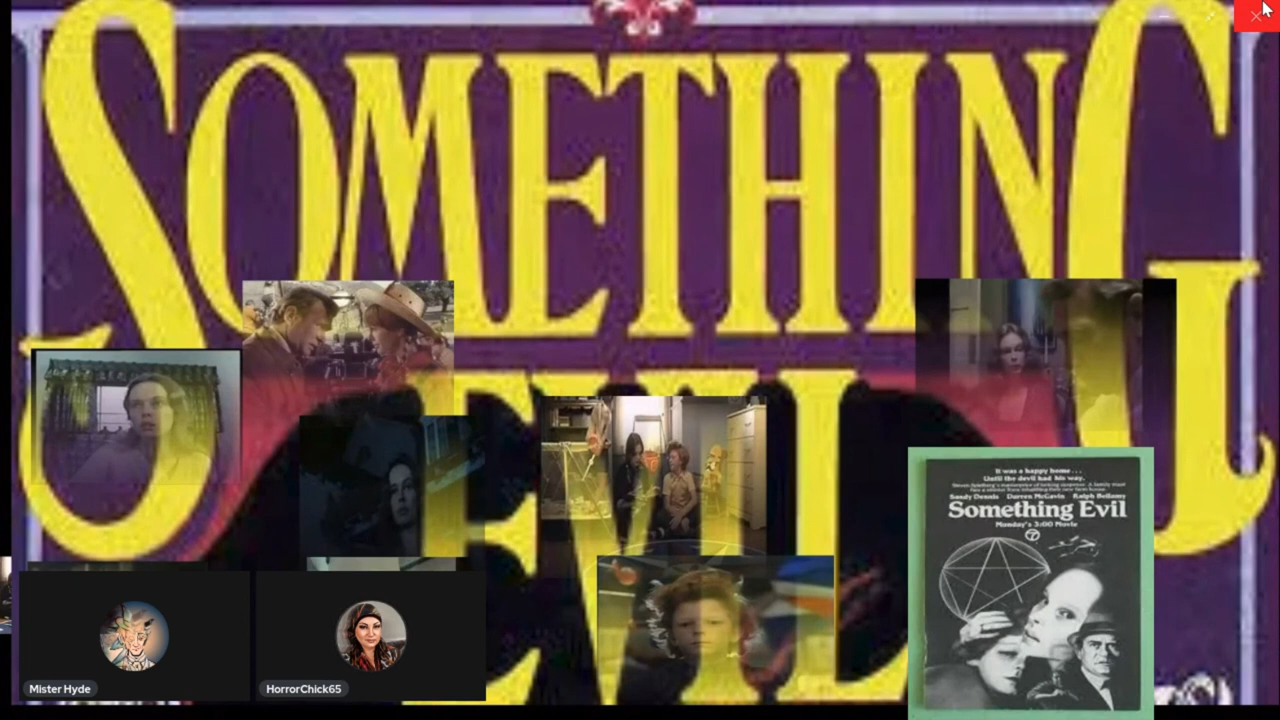 SOMETHING
EVIL
It was a happy home . . .
Until the devil had his way.
Sandy Dennis Darren McGavin Ralph Bellamy
Something Evil
Monday's 3:00 Movie
7
Mister Hyde
HorrorChick65